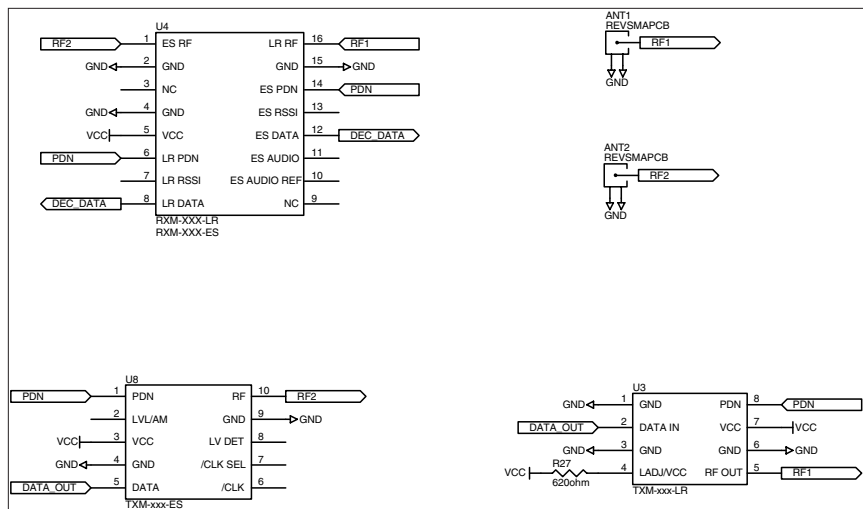 U4
RF2 1 ES RF LR RF 16 RF1
GND 2 GND GND 15 GND
3 NC ES PDN 14 PDN
GND 4 GND ES RSSI 13
VCC 5 VCC ES DATA 12 DEC_DATA
PDN 6 LR PDN ES AUDIO 11
7 LR RSSI ES AUDIO REF 10
DEC_DATA 8 LR DATA NC 9
RXM-XXX-LR
RXM-XXX-ES
ANT1
REVSMAPCB
RF1
GND
ANT2
REVSMAPCB
RF2
GND
U8
PDN 1 PDN RF 10 RF2
2 LVL/AM GND 9 GND
VCC 3 VCC LV DET 8
GND 4 GND /CLK SEL 7
DATA_OUT 5 DATA /CLK 6
TXM-xxx-ES
U3
GND 1 GND PDN 8 PDN
DATA_OUT 2 DATA IN VCC 7 VCC
GND 3 GND GND 6 GND
VCC R27 4 LADJ/VCC RF OUT 5 RF1
620ohm
TXM-xxx-LR